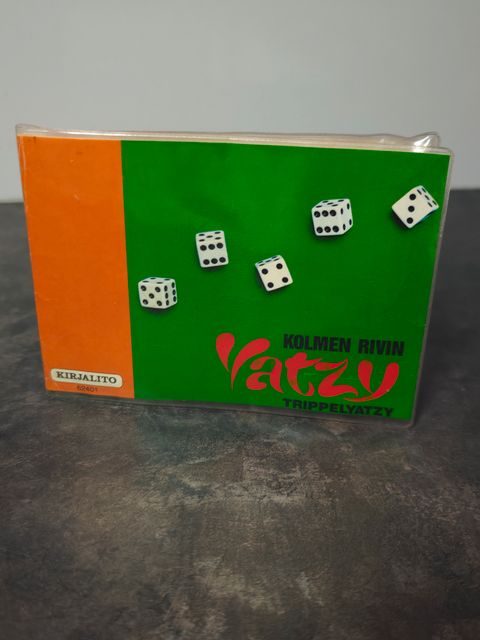 KIRJALITO
62401
KOLMEN RIVIN
Yatzy
TRIPPELYATZY